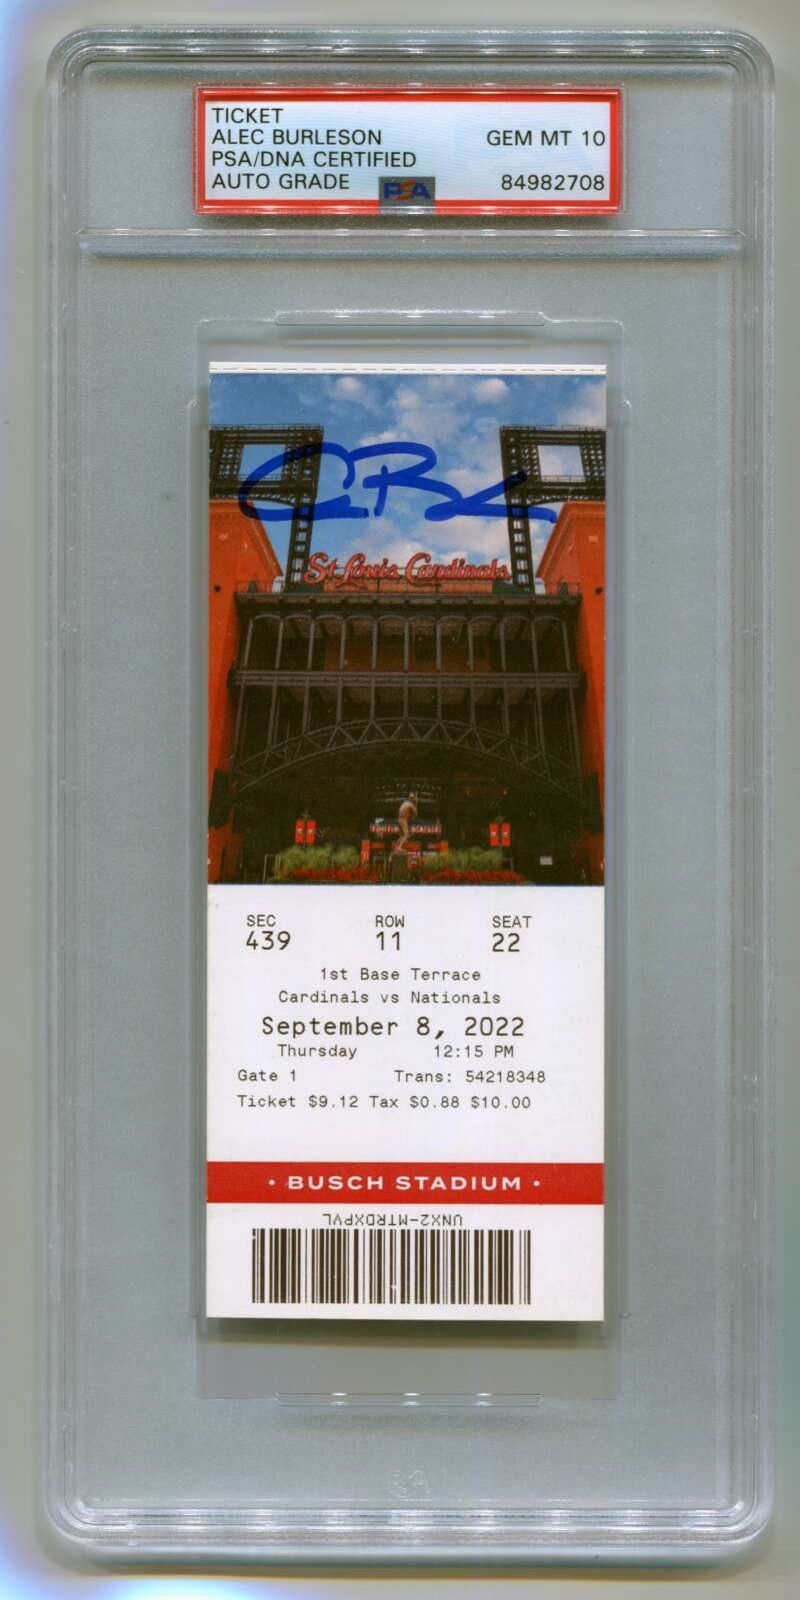 TICKET
ALEC BURLESON GEM MT 10
PSA/DNA CERTIFIED
AUTO GRADE PSA 84982708
St Louis Cardinals
SEC ROW SEAT
439 11 22
1st Base Terrace
Cardinals vs Nationals
September 8, 2022
Thursday 12:15 PM
Gate 1 Trans: 54218348
Ticket $9.12 Tax $0.88 $10.00
• BUSCH STADIUM •
UNX2-MTRDXPVL